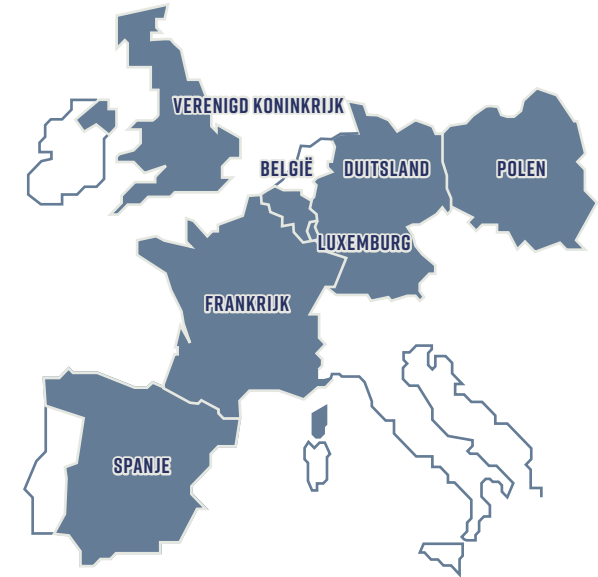 VERENIGD KONINKRIJK
BELGIË
DUITSLAND
POLEN
LUXEMBURG
FRANKRIJK
SPANJE